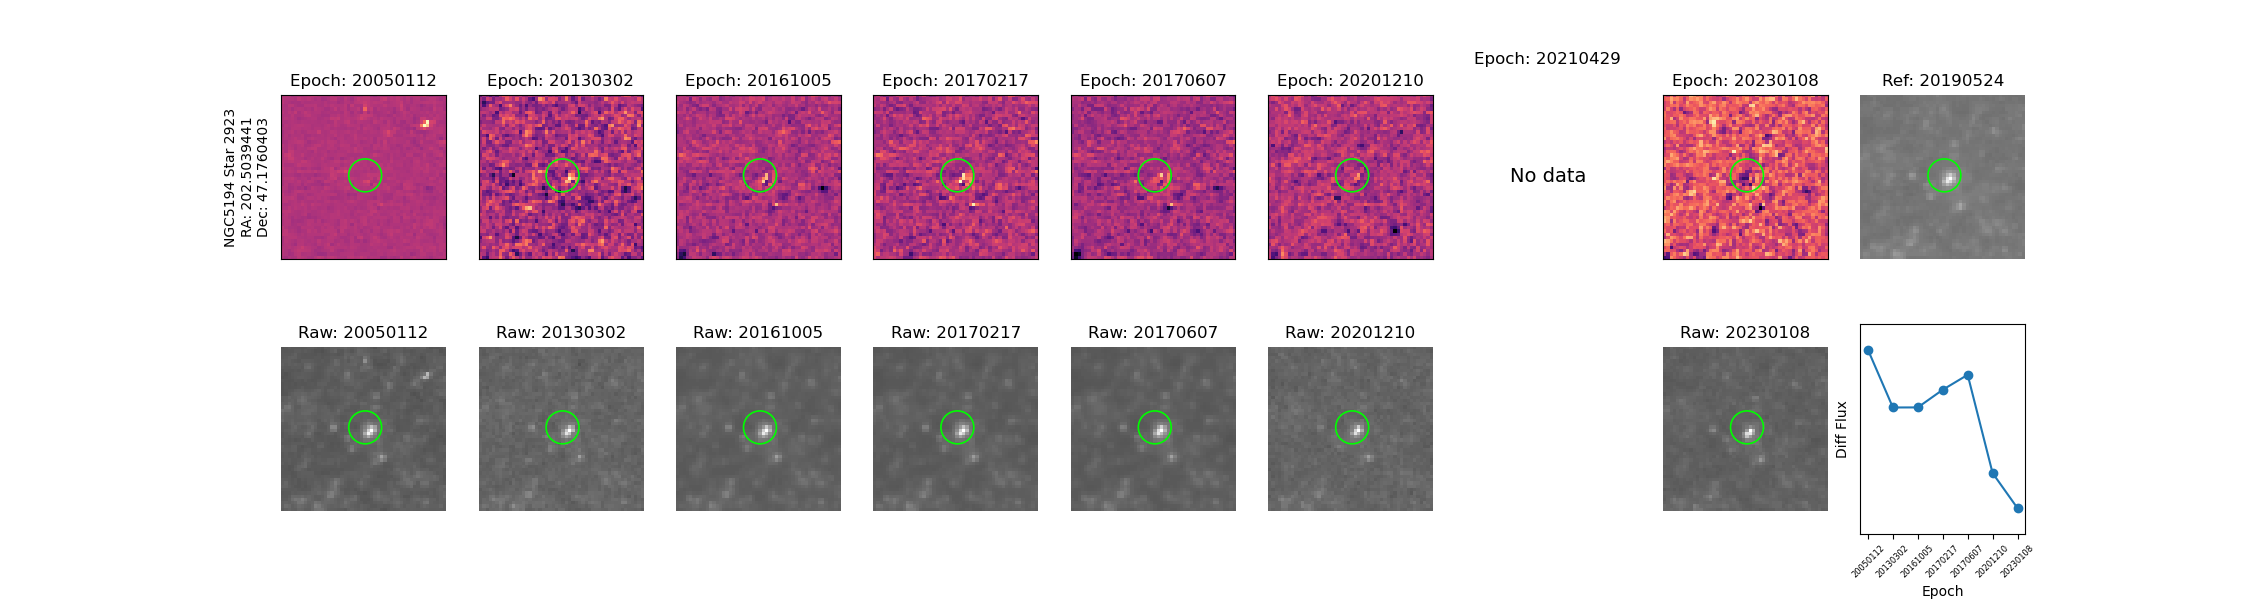 NGC5194 Star 2923
RA: 202.5039441
Dec: 47.1760403
Epoch: 20050112
Epoch: 20130302
Epoch: 20161005
Epoch: 20170217
Epoch: 20170607
Epoch: 20201210
Epoch: 20210429
No data
Epoch: 20230108
Ref: 20190524
Raw: 20050112
Raw: 20130302
Raw: 20161005
Raw: 20170217
Raw: 20170607
Raw: 20201210
Raw: 20230108
Diff Flux
20050112
20130302
20161005
20170217
20170607
20201210
20230108
Epoch